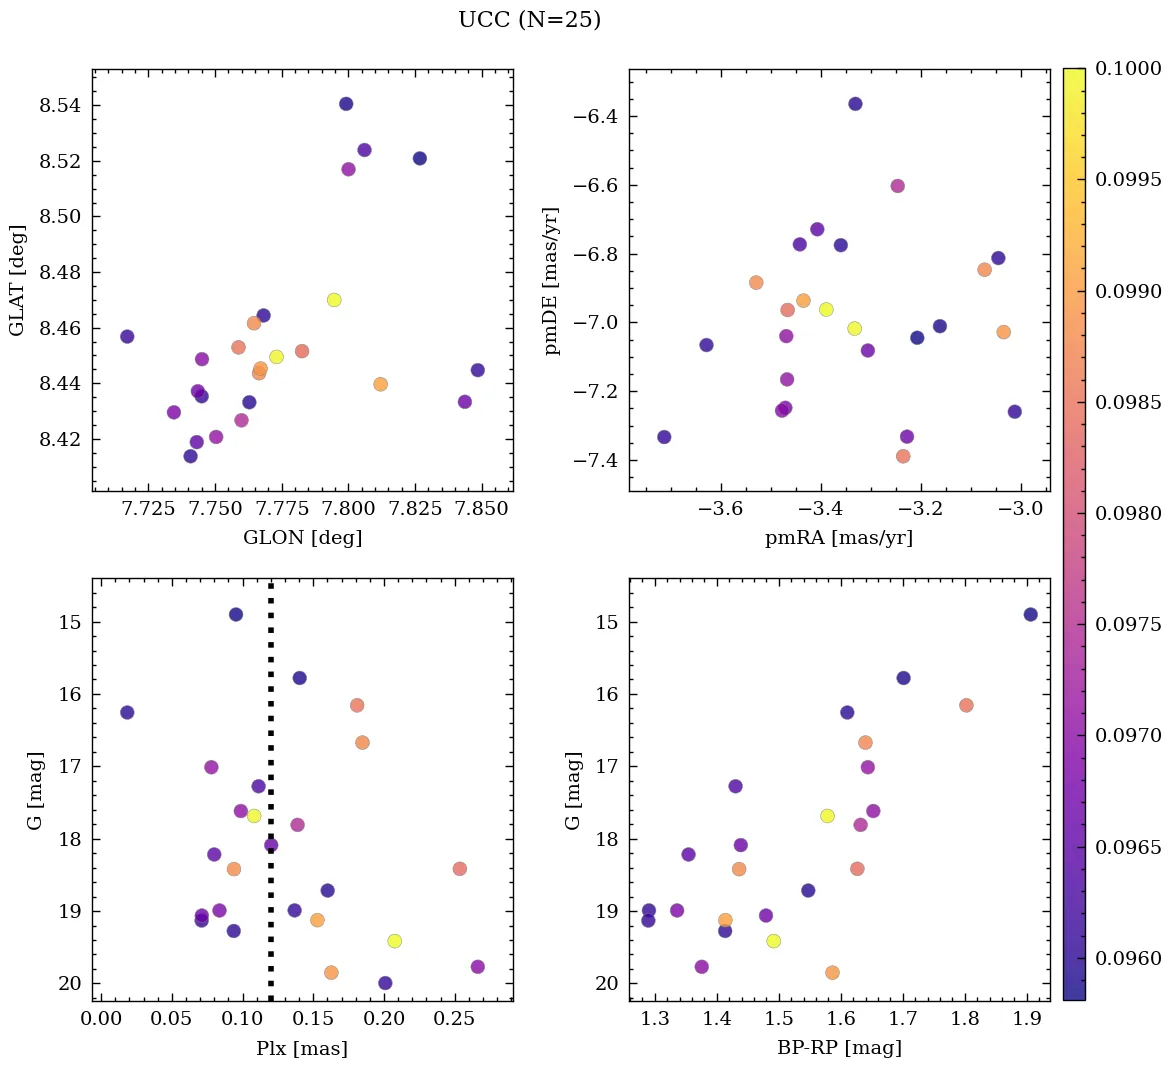 UCC (N=25)
8.54
8.52
8.50
8.48
8.46
8.44
8.42
GLAT [deg]
7.725 7.750 7.775 7.800 7.825 7.850
GLON [deg]
−6.4
−6.6
−6.8
−7.0
−7.2
−7.4
pmDE [mas/yr]
−3.6 −3.4 −3.2 −3.0
pmRA [mas/yr]
15
16
17
18
19
20
G [mag]
0.00 0.05 0.10 0.15 0.20 0.25
Plx [mas]
15
16
17
18
19
20
G [mag]
1.3 1.4 1.5 1.6 1.7 1.8 1.9
BP-RP [mag]
0.1000
0.0995
0.0990
0.0985
0.0980
0.0975
0.0970
0.0965
0.0960